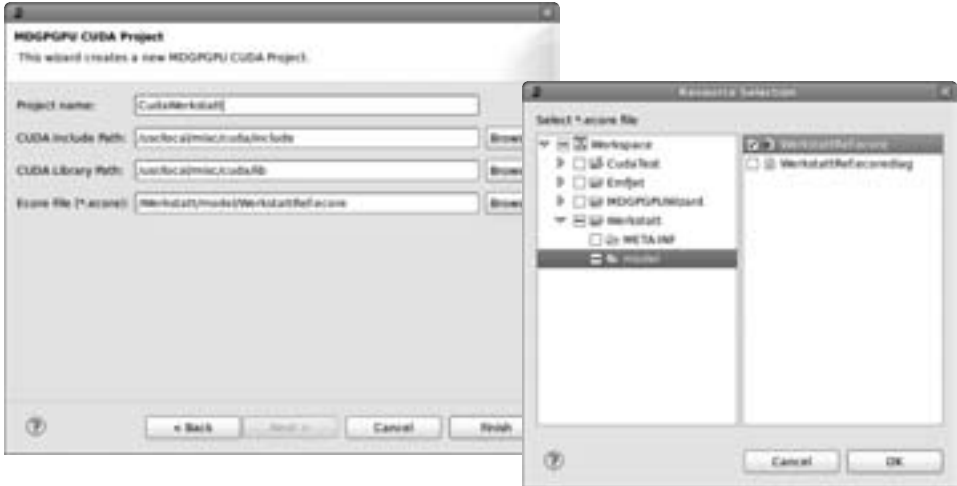 MDGPGPU CUDA Project
This wizard creates a new MDGPGPU CUDA Project.
Project name: CudaWerkstatt
CUDA Include Path: /usr/local/misc/cuda/include Brows
CUDA Library Path: /usr/local/misc/cuda/lib Brows
Ecore File (*.ecore): /Werkstatt/model/WerkstattRef.ecore Brows
< Back Next > Cancel Finish
Resource Selection
Select *.ecore file
Workspace
CudaTest
Emfjet
MDGPGPUWizard
Werkstatt
META-INF
model
WerkstattRef.ecore
WerkstattRef.ecorediag
Cancel OK